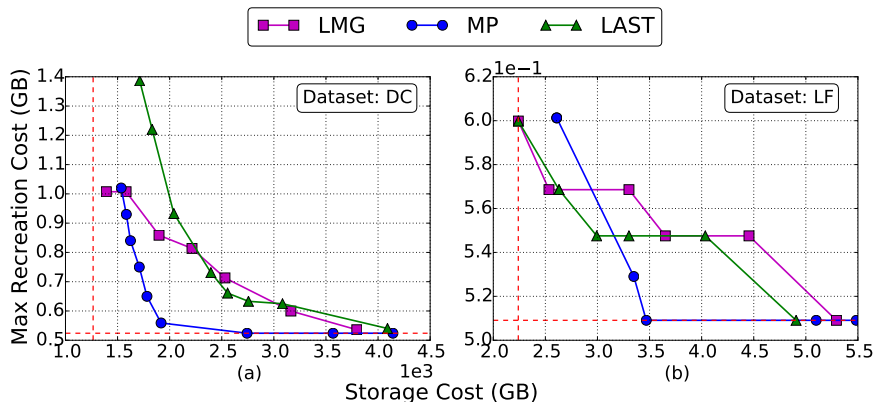 LMG MP LAST
Max Recreation Cost (GB)
1.4
1.3
1.2
1.1
1.0
0.9
0.8
0.7
0.6
0.5
Dataset: DC
1.0 1.5 2.0 2.5 3.0 3.5 4.0 4.5
1e3
(a)
1e−1
6.2
6.0
5.8
5.6
5.4
5.2
5.0
Dataset: LF
2.0 2.5 3.0 3.5 4.0 4.5 5.0 5.5
(b)
Storage Cost (GB)